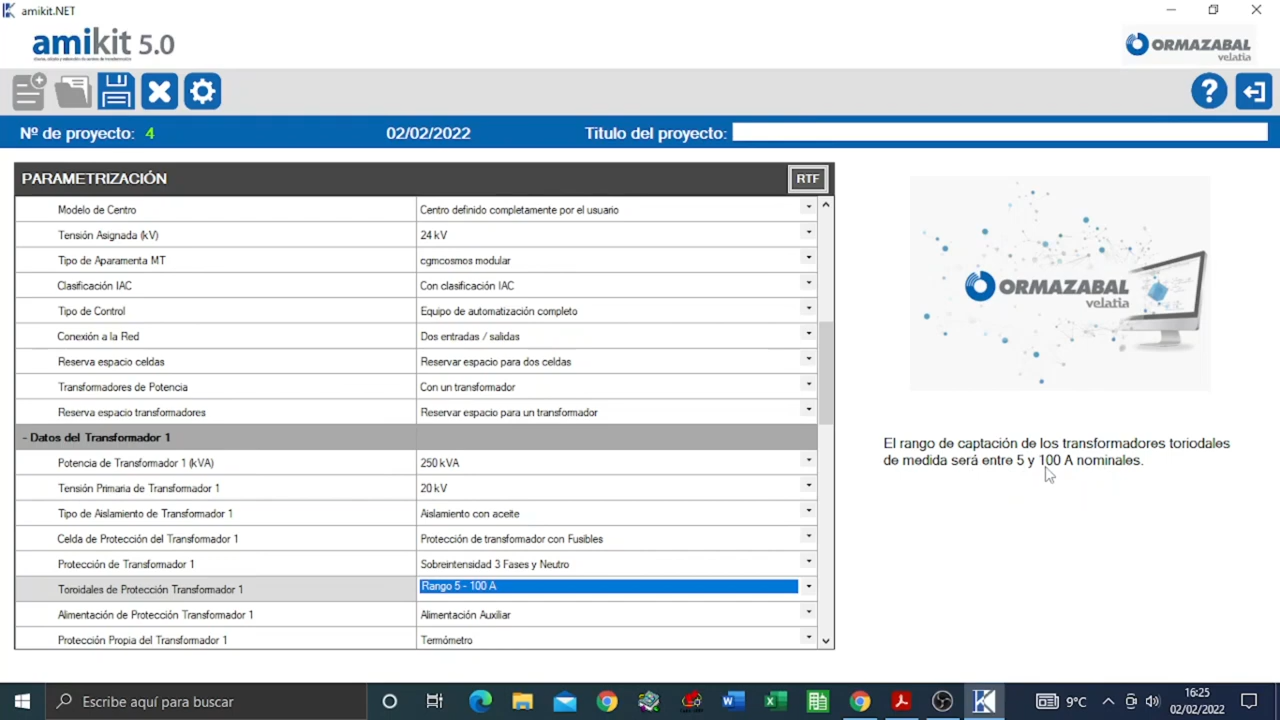 amikit.NET
amikit 5.0
ORMAZABAL
velatia
Nº de proyecto: 4 02/02/2022 Titulo del proyecto:
PARAMETRIZACIÓN RTF
Modelo de Centro Centro definido completamente por el usuario
Tensión Asignada (kV) 24 kV
Tipo de Aparamenta MT cgmcosmos modular
Clasificación IAC Con clasificación IAC
Tipo de Control Equipo de automatización completo
Conexión a la Red Dos entradas / salidas
Reserva espacio celdas Reservar espacio para dos celdas
Transformadores de Potencia Con un transformador
Reserva espacio transformadores Reservar espacio para un transformador
- Datos del Transformador 1
Potencia de Transformador 1 (kVA) 250 kVA
Tensión Primaria de Transformador 1 20 kV
Tipo de Aislamiento de Transformador 1 Aislamiento con aceite
Celda de Protección del Transformador 1 Protección de transformador con Fusibles
Protección de Transformador 1 Sobreintensidad 3 Fases y Neutro
Toroidales de Protección Transformador 1 Rango 5 - 100 A
Alimentación de Protección Transformador 1 Alimentación Auxiliar
Protección Propia del Transformador 1 Termómetro
ORMAZABAL
velatia
El rango de captación de los transformadores toriodales
de medida será entre 5 y 100 A nominales.
Escribe aquí para buscar
9°C
16:25
02/02/2022